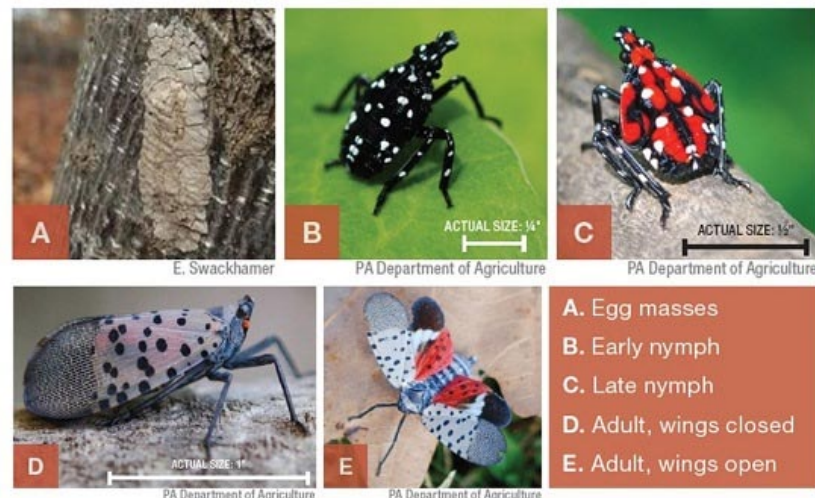 A
E. Swackhamer
B
ACTUAL SIZE: ¼"
PA Department of Agriculture
C
ACTUAL SIZE: ½"
PA Department of Agriculture
D
ACTUAL SIZE: 1"
PA Department of Agriculture
E
PA Department of Agriculture
A. Egg masses
B. Early nymph
C. Late nymph
D. Adult, wings closed
E. Adult, wings open